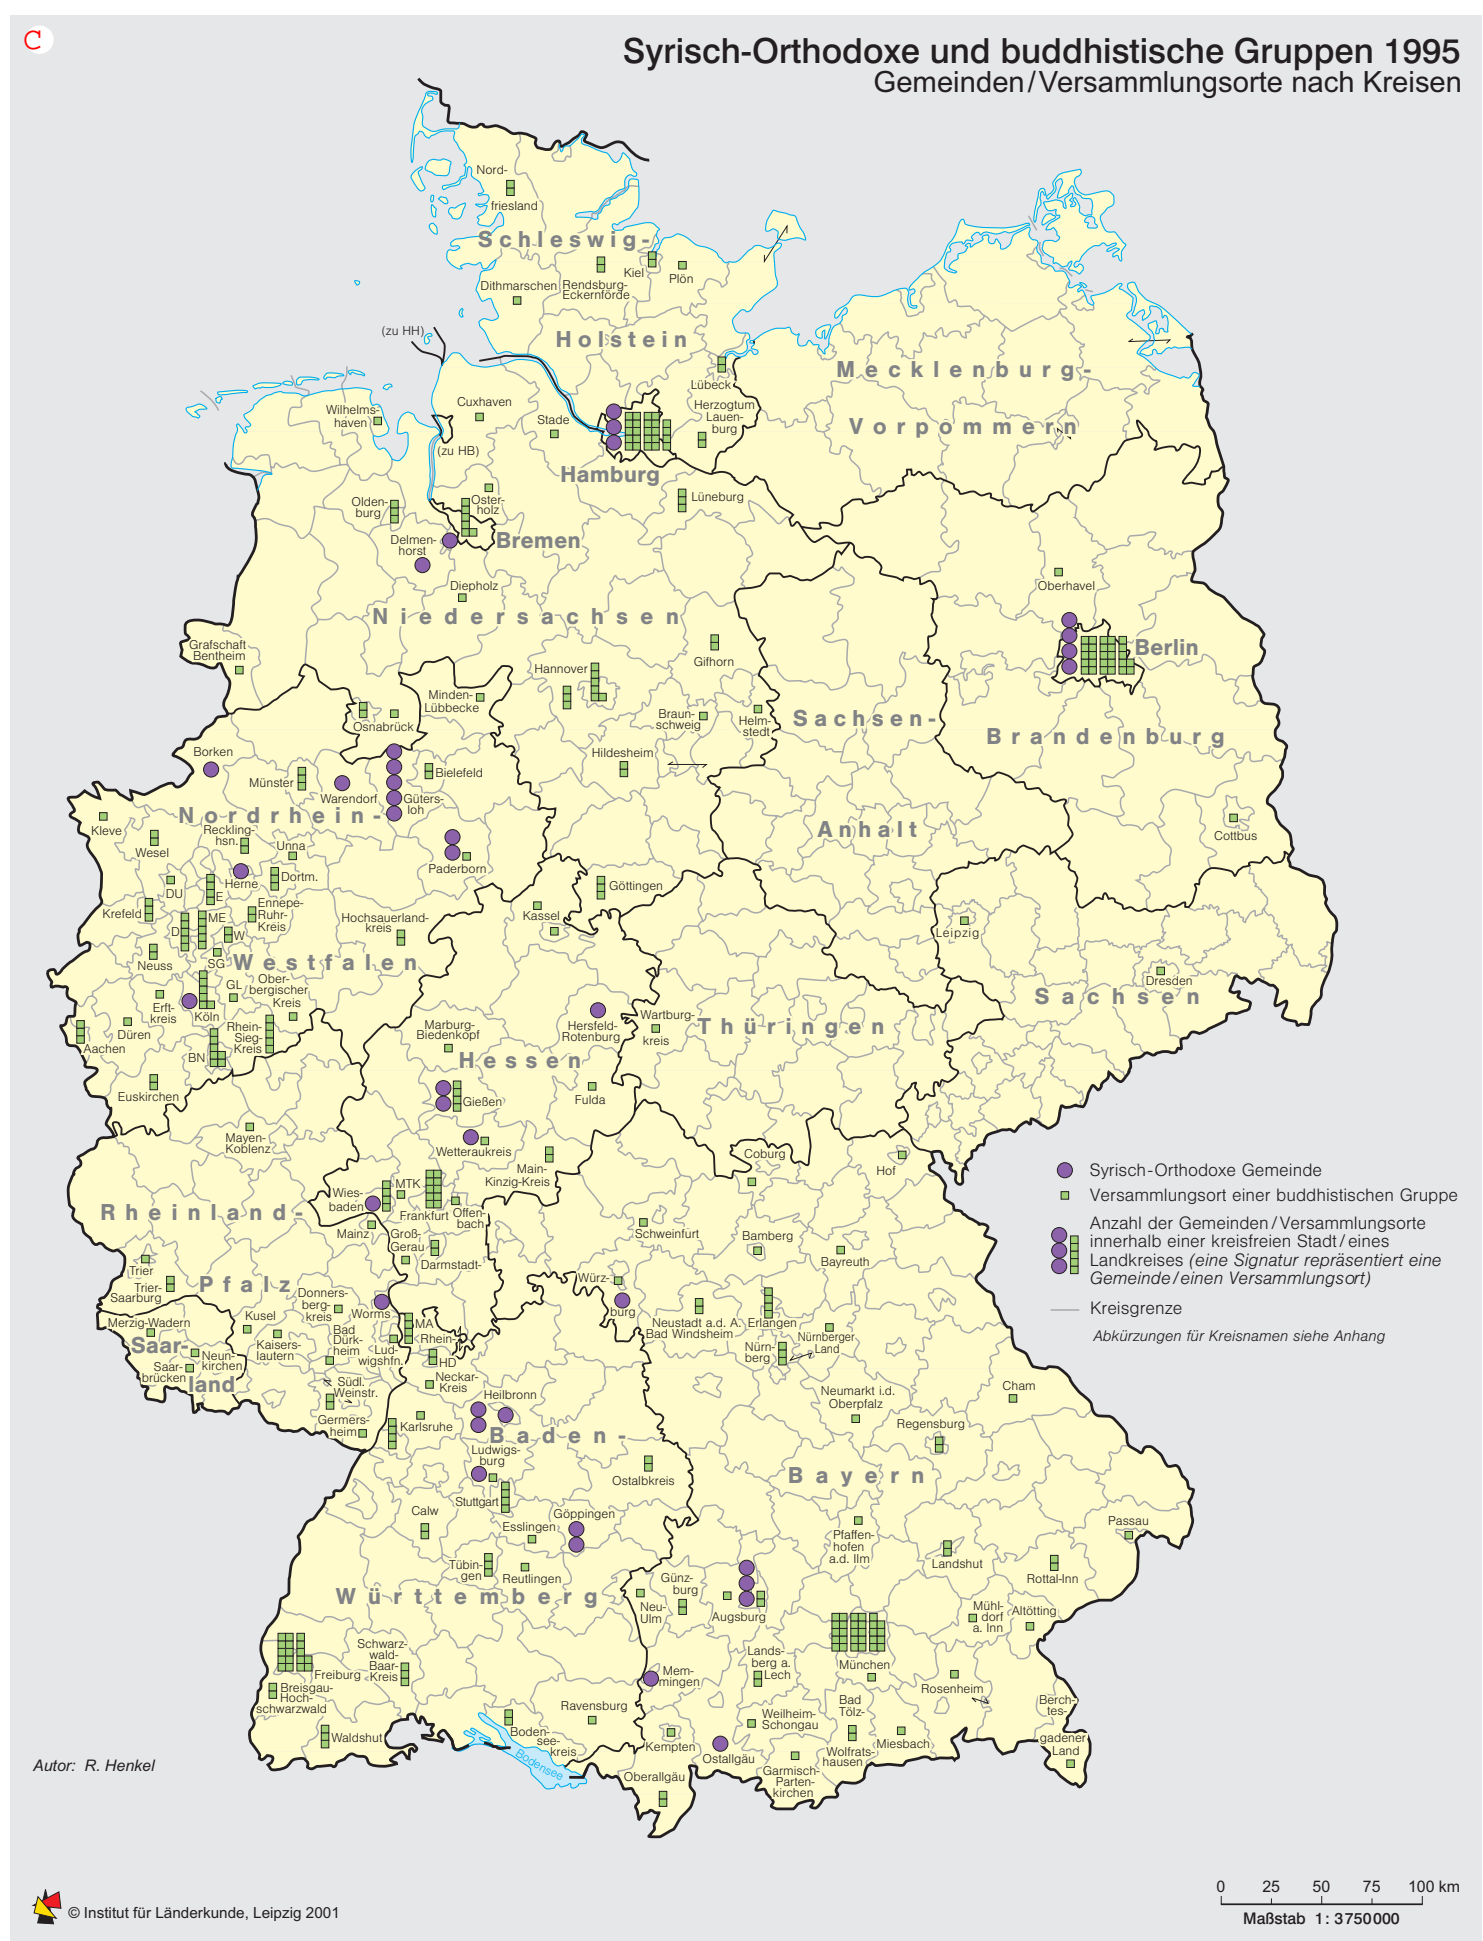 C
Syrisch-Orthodoxe und buddhistische Gruppen 1995
Gemeinden/Versammlungsorte nach Kreisen
Nord-
friesland
Schleswig-
Kiel
Plön
Rendsburg-
Eckernförde
Dithmarschen
(zu HH)
Holstein
Lübeck
Mecklenburg-
Vorpommern
Herzogtum
Lauen-
burg
Wilhelms-
haven
Cuxhaven
Stade
(zu HB)
Hamburg
Olden-
burg
Oster-
holz
Lüneburg
Delmen-
horst
Bremen
Diepholz
Oberhavel
Niedersachsen
Grafschaft
Bentheim
Gifhorn
Berlin
Hannover
Minden-
Lübbecke
Osnabrück
Braun-
schweig
Helm-
stedt
Sachsen-
Brandenburg
Borken
Hildesheim
Münster
Warendorf
Bielefeld
Güters-
loh
Nordrhein-
Anhalt
Kleve
Cottbus
Wesel
Reckling-
hsn.
Unna
Paderborn
DU
Herne
Dortm.
E
Göttingen
Krefeld
ME
Ennepe-
Ruhr-
Kreis
Hochsauerland-
kreis
Kassel
D
W
Leipzig
Neuss
SG
Westfalen
Dresden
GL
Ober-
bergischer
Kreis
Erft-
kreis
Köln
Sachsen
Düren
Rhein-
Sieg-
Kreis
Aachen
BN
Marburg-
Biedenkopf
Hersfeld-
Rotenburg
Wartburg-
kreis
Thüringen
Hessen
Euskirchen
Gießen
Fulda
Mayen-
Koblenz
Wetteraukreis
Main-
Kinzig-Kreis
Coburg
Hof
Syrisch-Orthodoxe Gemeinde
Versammlungsort einer buddhistischen Gruppe
Anzahl der Gemeinden/Versammlungsorte
innerhalb einer kreisfreien Stadt/eines
Landkreises (eine Signatur repräsentiert eine
Gemeinde/einen Versammlungsort)
Kreisgrenze
Abkürzungen für Kreisnamen siehe Anhang
Wies-
baden
MTK
Frankfurt
Offen-
bach
Rheinland-
Mainz
Groß-
Gerau
Darmstadt-
Schweinfurt
Bamberg
Bayreuth
Trier
Trier-
Saarburg
Pfalz
Donners-
berg-
kreis
Worms
Würz-
burg
Neustadt a.d. A.
Bad Windsheim
Erlangen
Nürnberger
Land
Nürn-
berg
Merzig-Wadern
Kusel
Kaisers-
lautern
Bad
Dürk-
heim
MA
Rhein-
Lud-
wigshfn.
HD
Neckar-
Kreis
Saar-
land
Saar-
brücken
Neun-
kirchen
Südl.
Weinstr.
Germers-
heim
Heilbronn
Karlsruhe
Neumarkt i.d.
Oberpfalz
Cham
Regensburg
Baden-
Ludwigs-
burg
Ostalbkreis
Bayern
Stuttgart
Calw
Esslingen
Göppingen
Pfaffen-
hofen
a.d. Ilm
Passau
Landshut
Rottal-Inn
Tübin-
gen
Reutlingen
Württemberg
Neu-
Ulm
Günz-
burg
Augsburg
Mühl-
dorf
a. Inn
Altötting
Freiburg
Schwarz-
wald-
Baar-
Kreis
Breisgau-
Hoch-
schwarzwald
Mem-
mingen
Lands-
berg a.
Lech
München
Rosenheim
Waldshut
Boden-
see-
kreis
Bodensee
Ravensburg
Kempten
Weilheim-
Schongau
Ostallgäu
Bad
Tölz-
Wolfrats-
hausen
Miesbach
Berch-
tes-
gadener
Land
Oberallgäu
Garmisch-
Parten-
kirchen
Autor: R. Henkel
© Institut für Länderkunde, Leipzig 2001
0 25 50 75 100 km
Maßstab 1 : 3750000